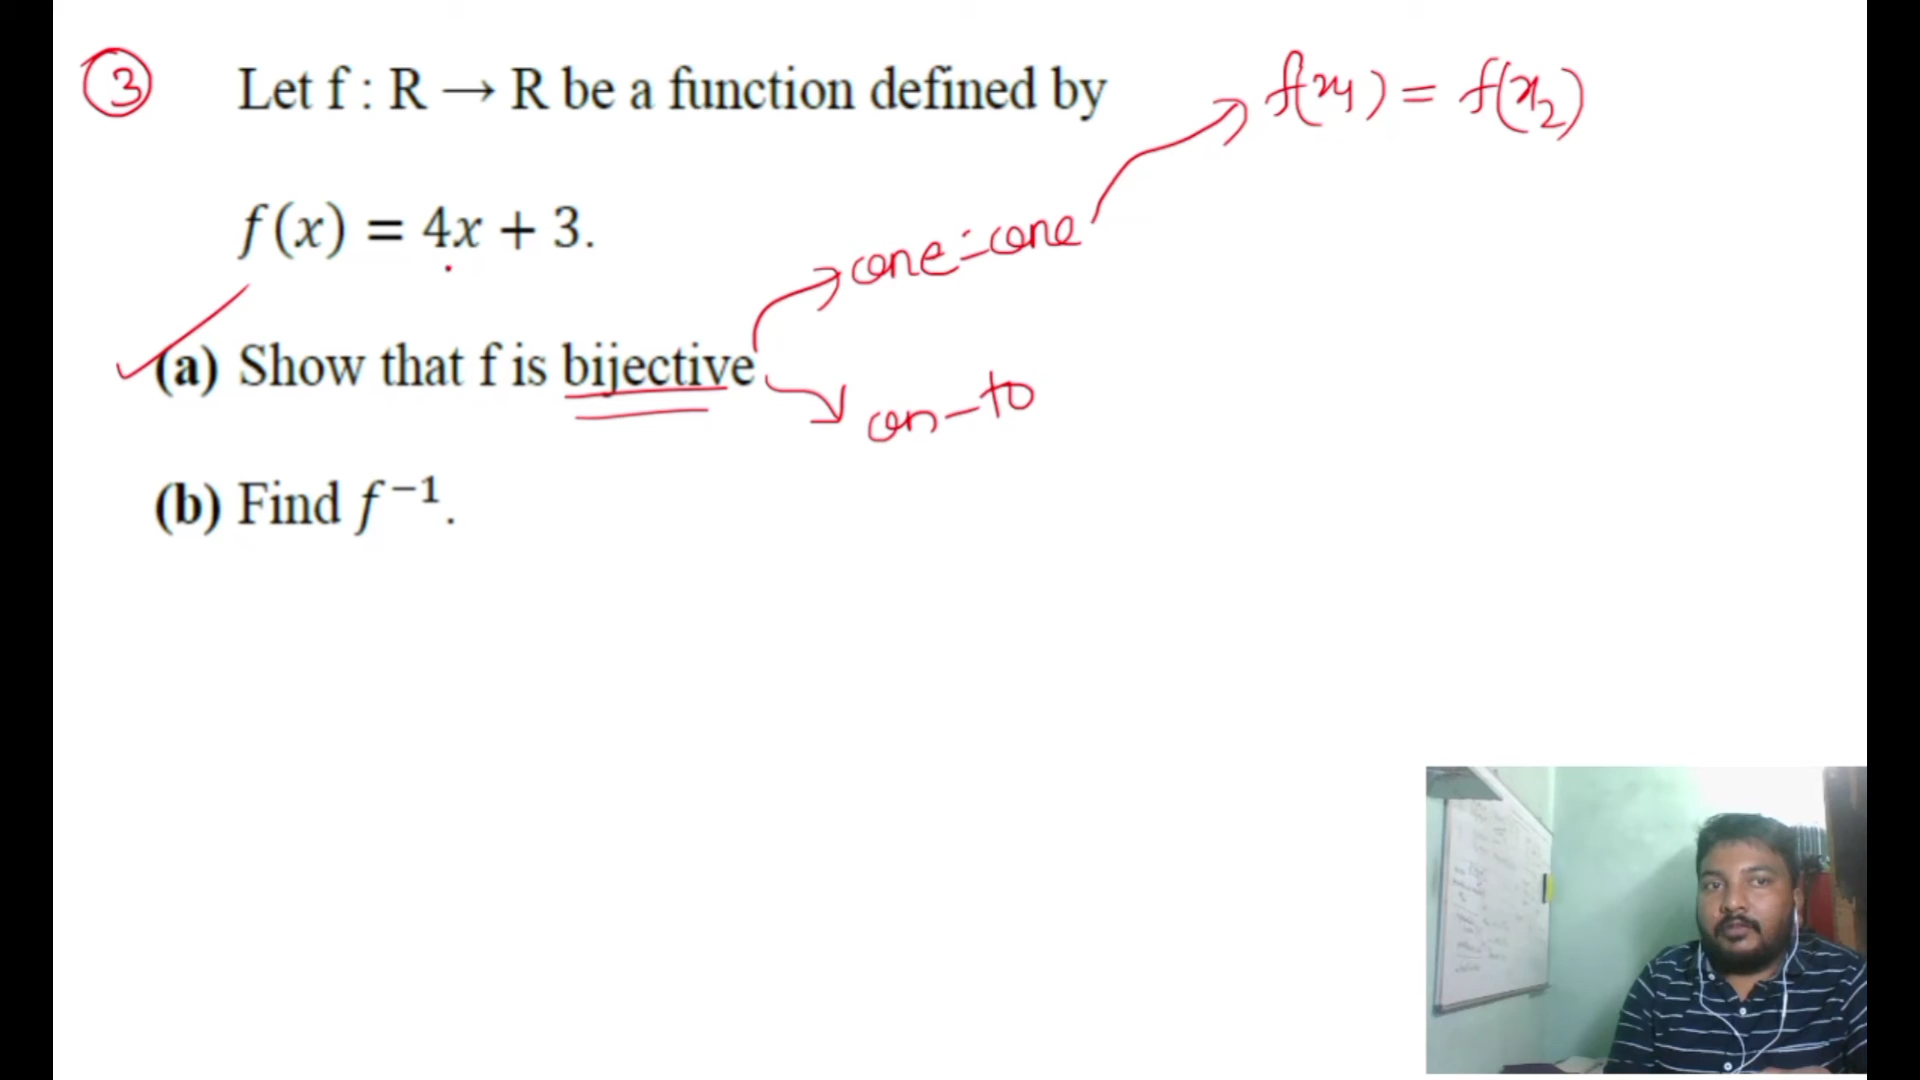 ③ Let f : R → R be a function defined by
f(x₁) = f(x₂)
f(x) = 4x + 3.
one-one
(a) Show that f is bijective
on-to
(b) Find f⁻¹.